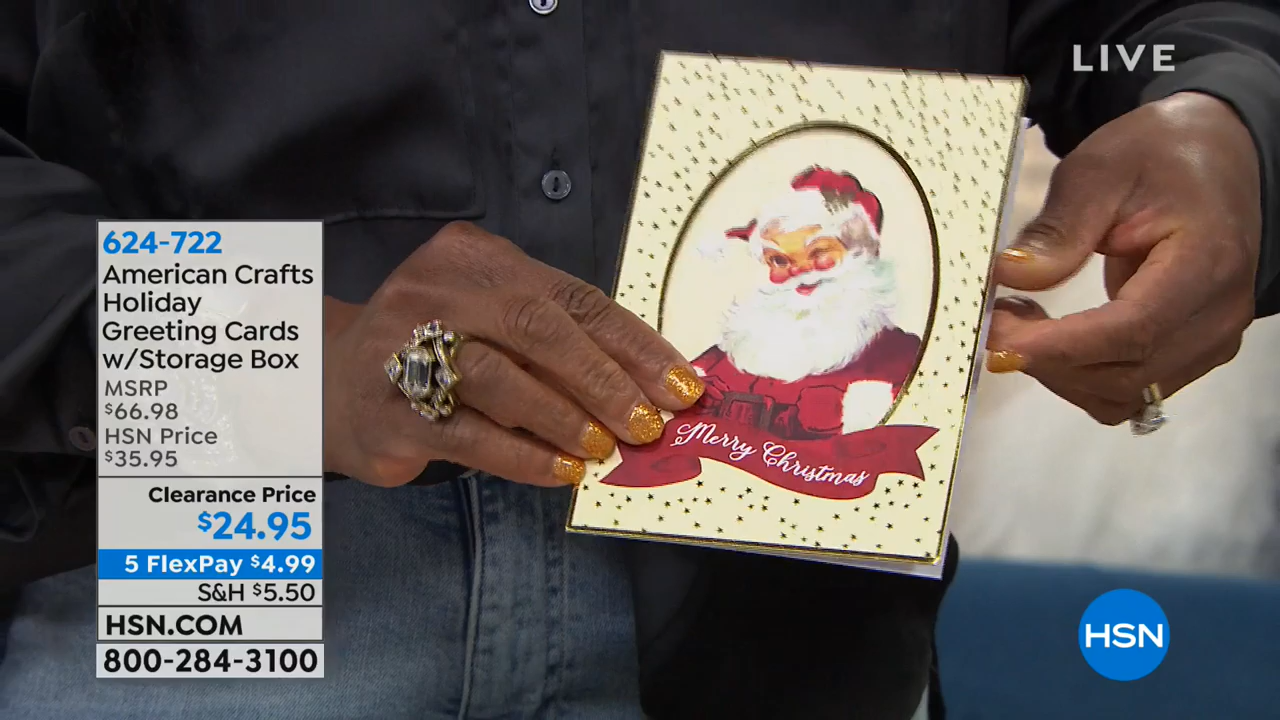 LIVE
624-722
American Crafts
Holiday
Greeting Cards
w/Storage Box
MSRP
$66.98
HSN Price
$35.95
Clearance Price
$24.95
5 FlexPay $4.99
S&H $5.50
HSN.COM
800-284-3100
Merry Christmas
HSN